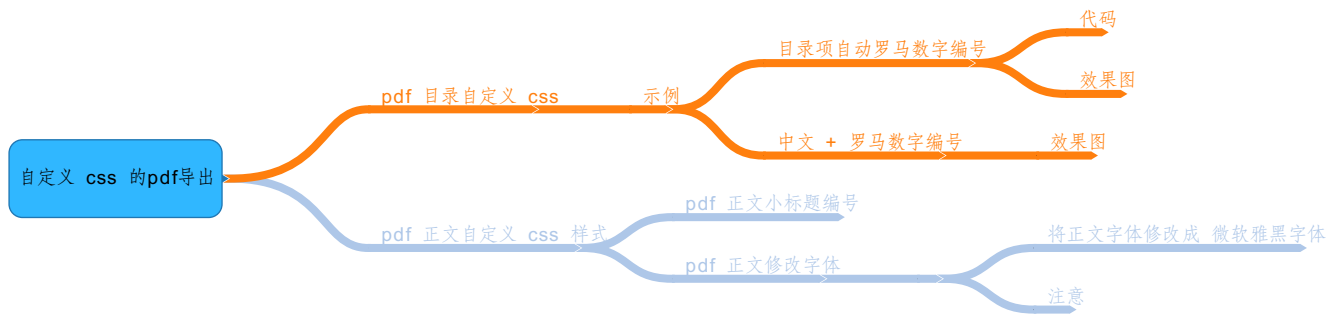 自定义 css 的pdf导出
pdf 目录自定义 css
示例
目录项自动罗马数字编号
代码
效果图
中文 + 罗马数字编号
效果图
pdf 正文自定义 css 样式
pdf 正文小标题编号
pdf 正文修改字体
将正文字体修改成 微软雅黑字体
注意